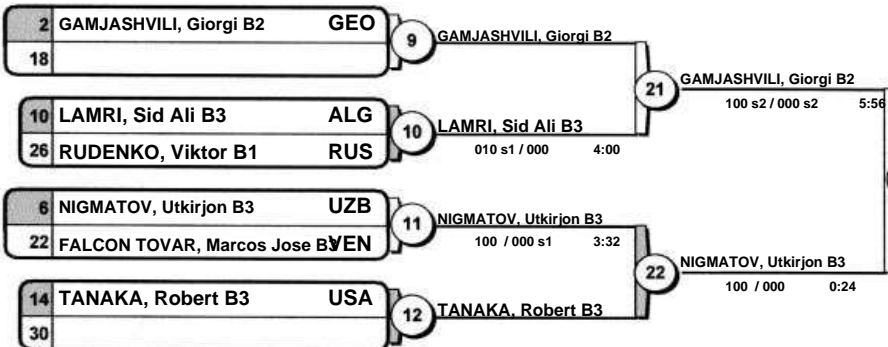 2 GAMJASHVILI, Giorgi B2 GEO
18
9
GAMJASHVILI, Giorgi B2
10 LAMRI, Sid Ali B3 ALG
26 RUDENKO, Viktor B1 RUS
10
LAMRI, Sid Ali B3
010 s1 / 000 4:00
21
GAMJASHVILI, Giorgi B2
100 s2 / 000 s2 5:56
6 NIGMATOV, Utkirjon B3 UZB
22 FALCON TOVAR, Marcos Jose B3 VEN
11
NIGMATOV, Utkirjon B3
100 / 000 s1 3:32
14 TANAKA, Robert B3 USA
30
12
TANAKA, Robert B3
22
NIGMATOV, Utkirjon B3
100 / 000 0:24